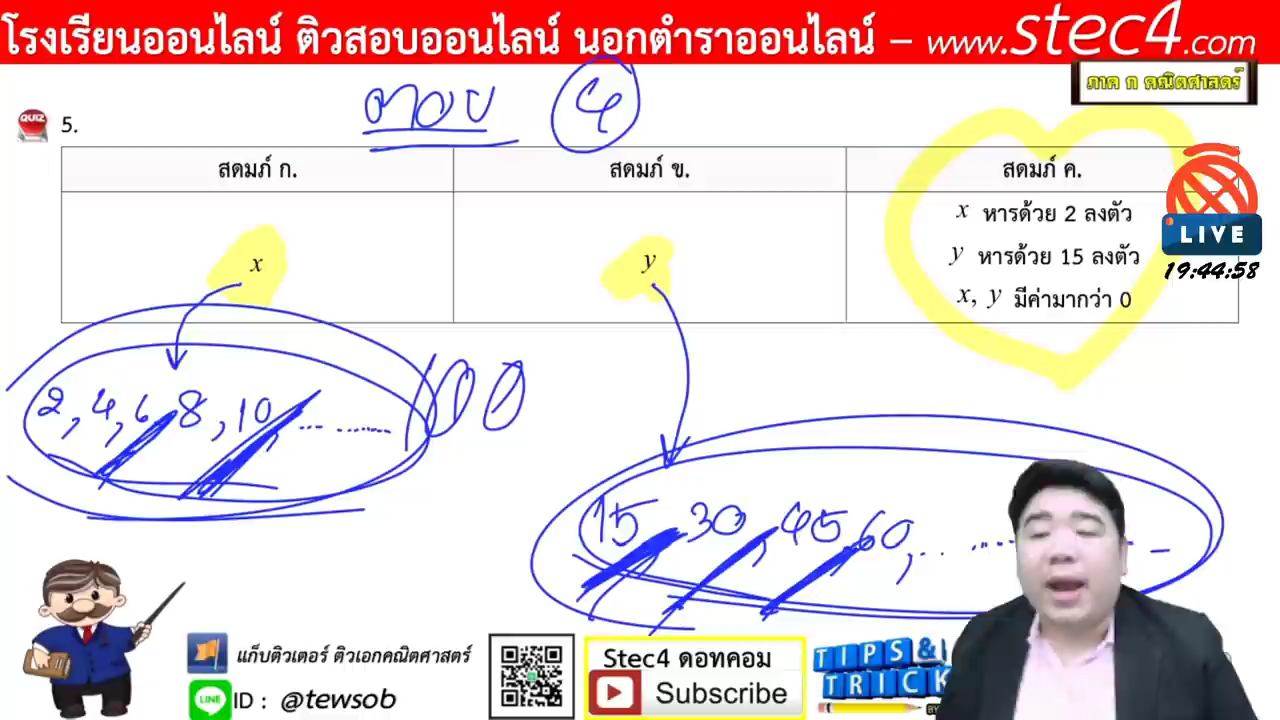 โรงเรียนออนไลน์ ติวสอบออนไลน์ นอกตำราออนไลน์ – www.stec4.com
ภาค ก คณิตศาสตร์
ตอบ 4
QUIZ 5.
สดมภ์ ก. สดมภ์ ข. สดมภ์ ค.
x y x หารด้วย 2 ลงตัว
y หารด้วย 15 ลงตัว
x, y มีค่ามากว่า 0
LIVE
19:44:58
2, 4, 6, 8, 10, ........... 100
15, 30, 45, 60, ..........
แก็บติวเตอร์ ติวเอกคณิตศาสตร์
LINE ID : @tewsob
Stec4 ดอทคอม
Subscribe
TIPS &
TRICK
BY